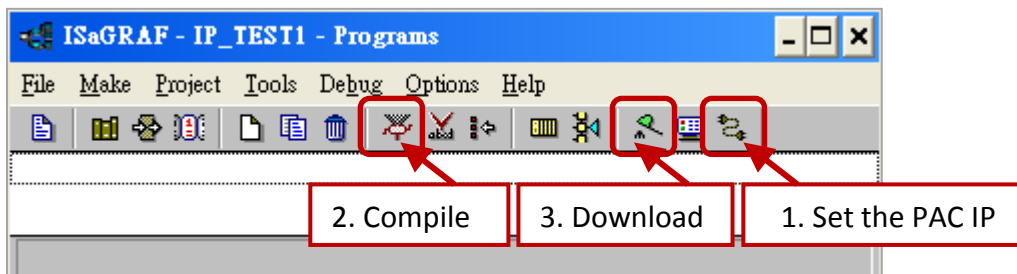 ISaGRAF - IP_TEST1 - Programs
File Make Project Tools Debug Options Help
2. Compile
3. Download
1. Set the PAC IP